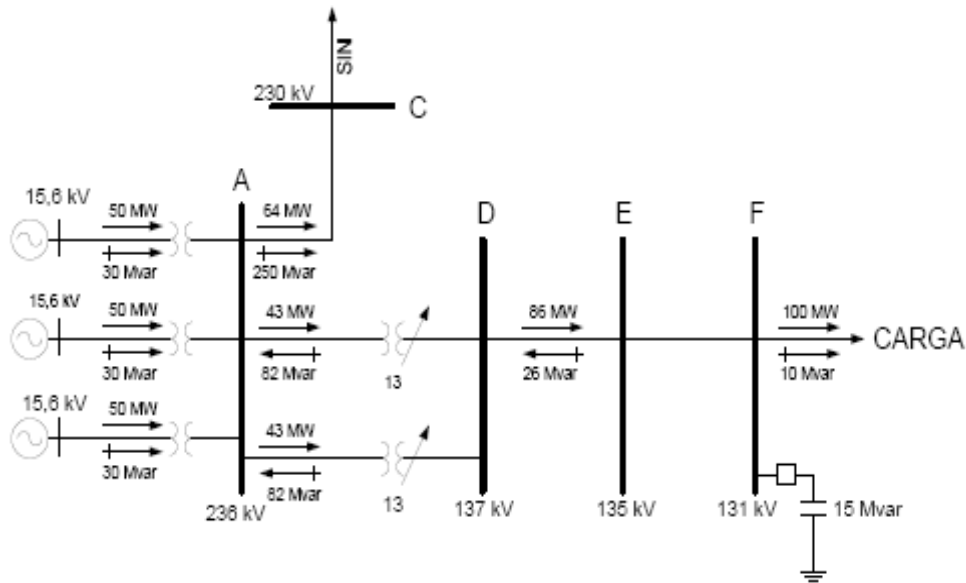 SIN
230 kV
C
A
15,6 kV
50 MW
64 MW
30 Mvar
250 Mvar
D
E
F
15,6 kV
50 MW
43 MW
86 MW
100 MW
CARGA
30 Mvar
82 Mvar
13
26 Mvar
10 Mvar
15,6 kV
50 MW
43 MW
30 Mvar
82 Mvar
13
236 kV
137 kV
135 kV
131 kV
15 Mvar